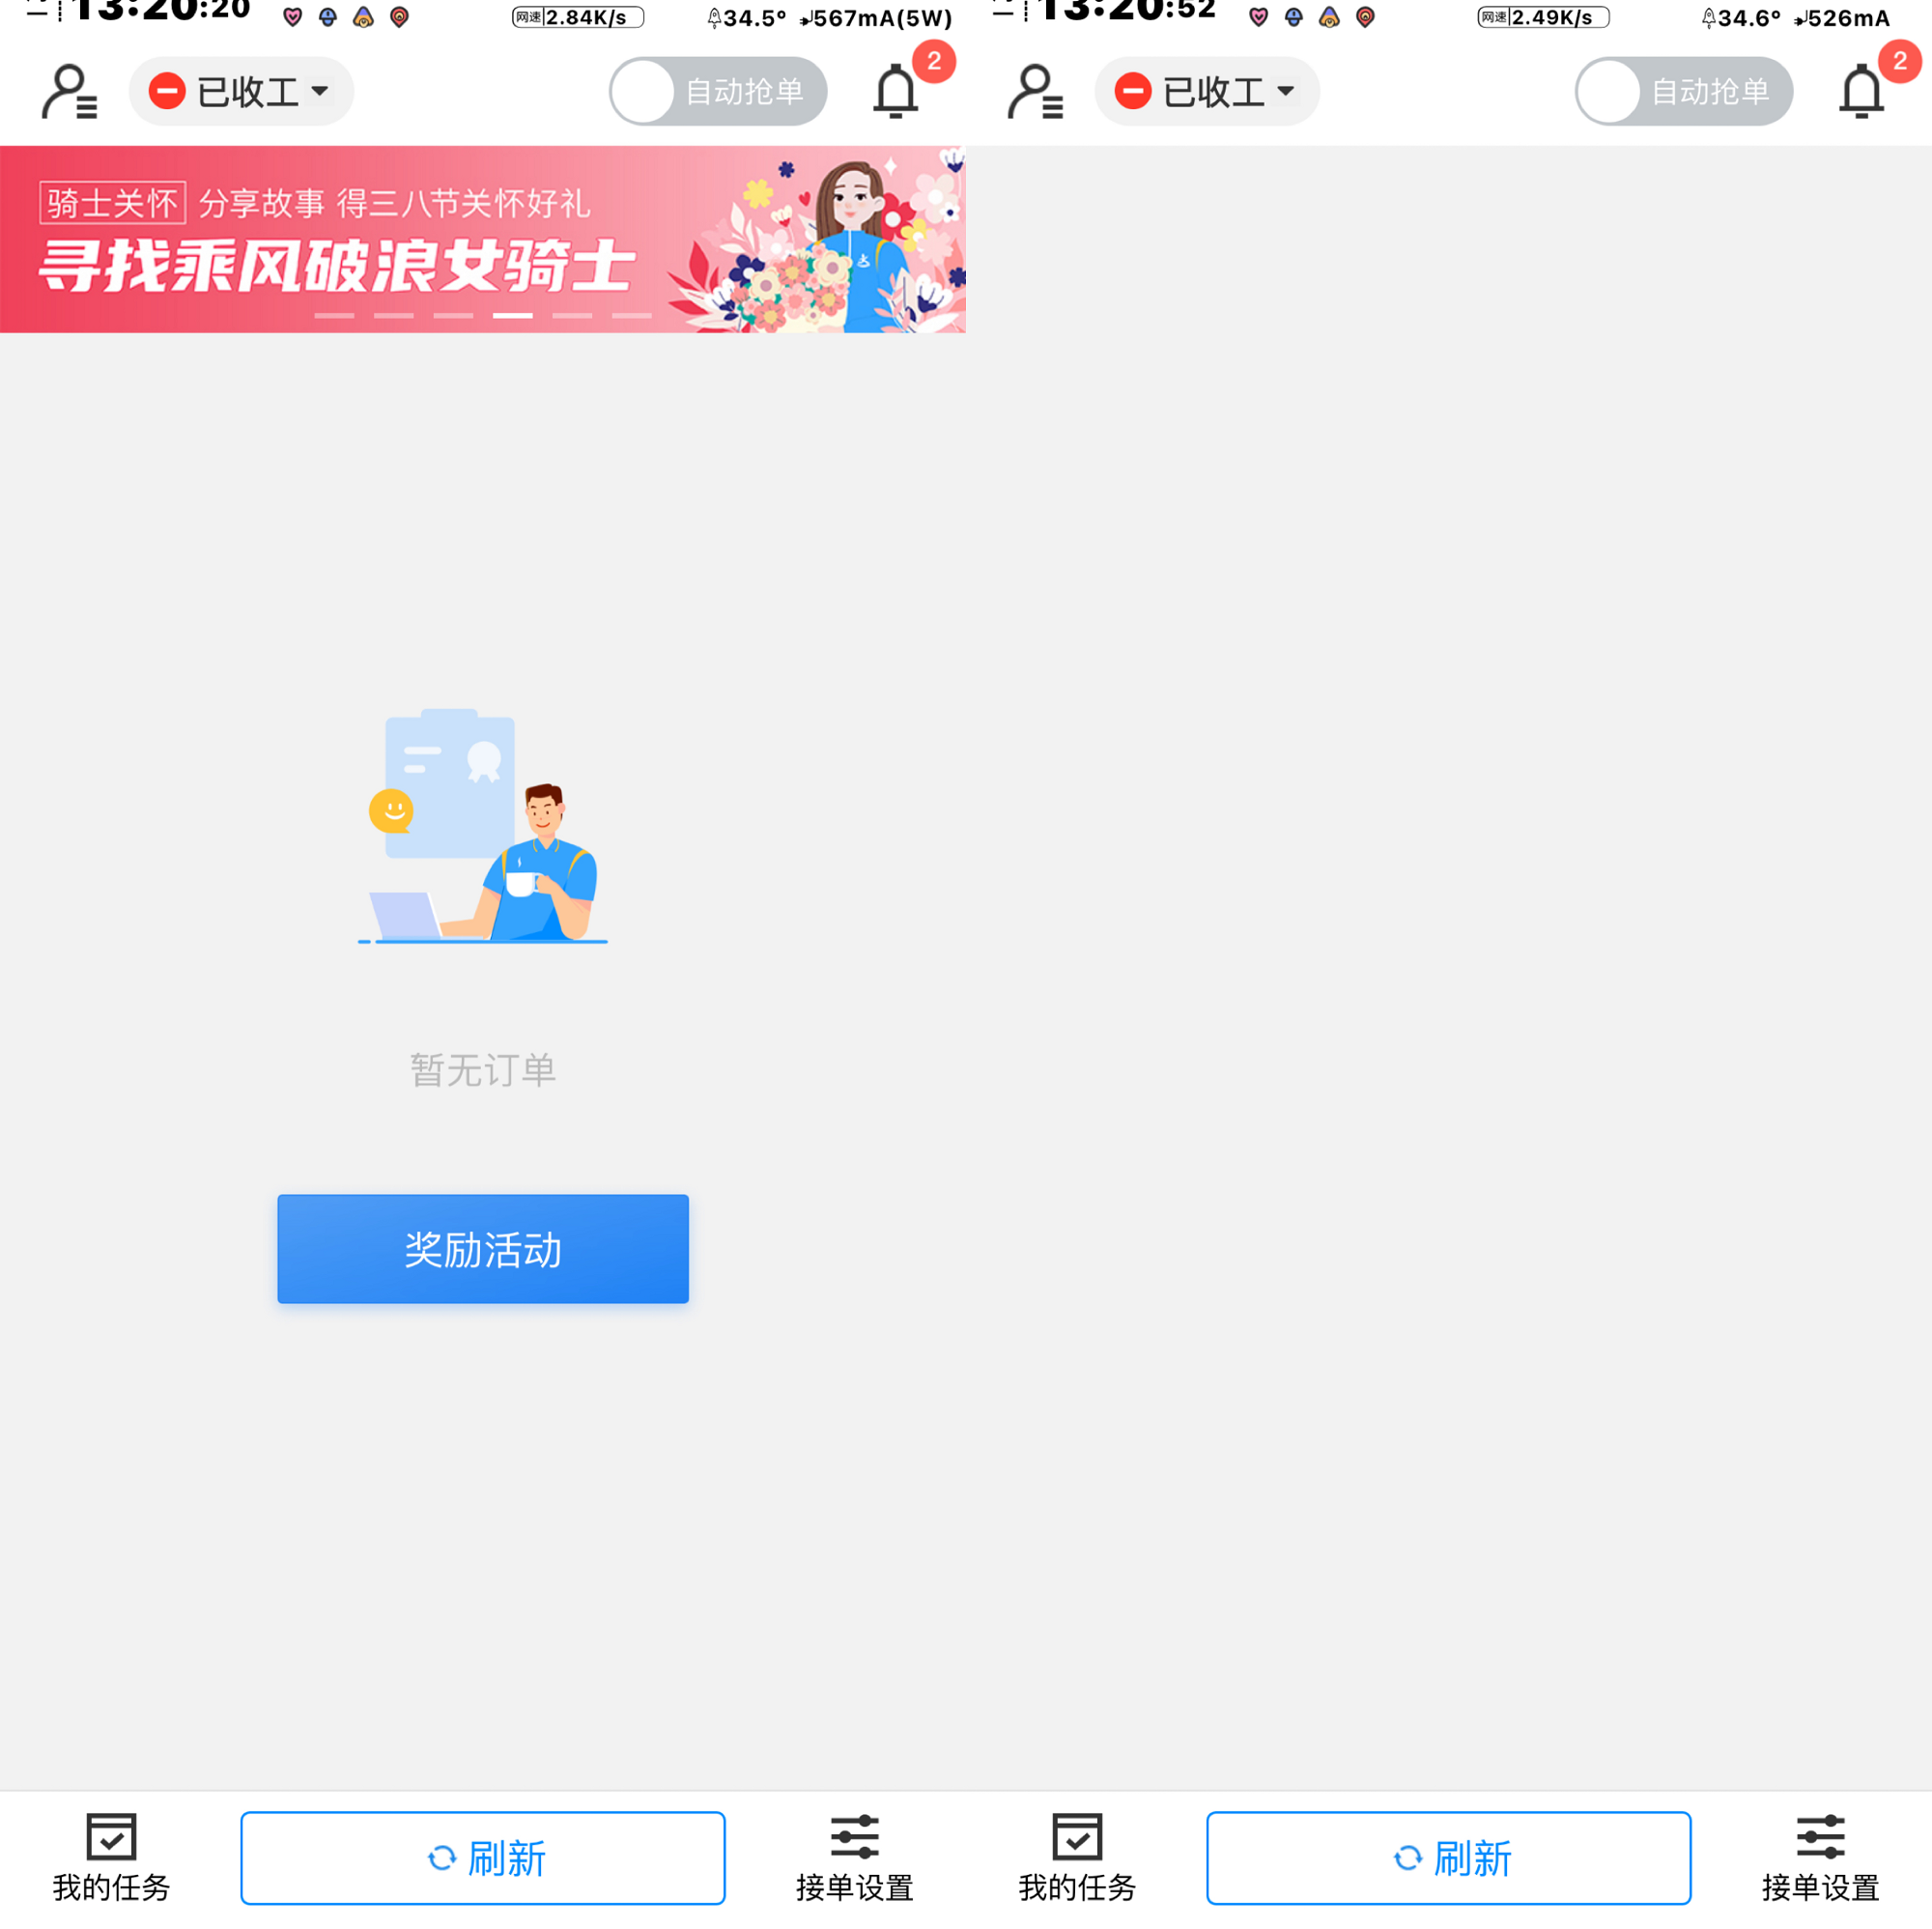 13:20:20
网速 2.84K/s
34.5° 567mA(5W)
已收工
自动抢单
2
骑士关怀 分享故事 得三八节关怀好礼
寻找乘风破浪女骑士
暂无订单
奖励活动
我的任务
刷新
接单设置
13:20:52
网速 2.49K/s
34.6° 526mA
已收工
自动抢单
2
我的任务
刷新
接单设置